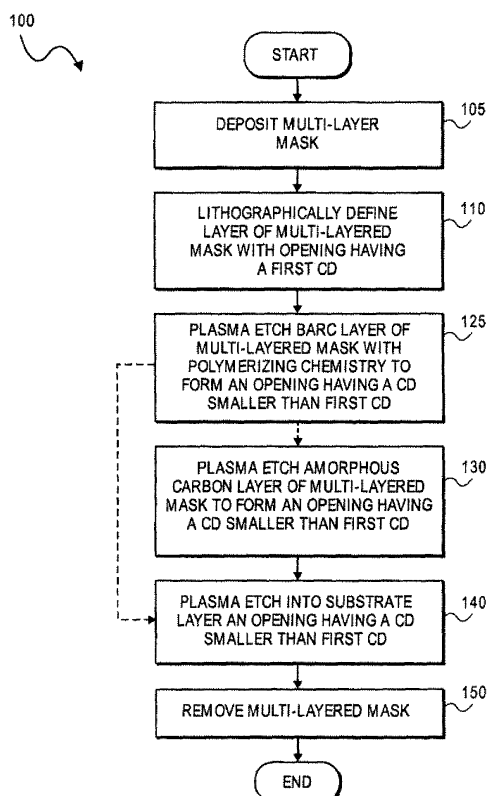 100
START
105
DEPOSIT MULTI-LAYER
MASK
110
LITHOGRAPHICALLY DEFINE
LAYER OF MULTI-LAYERED
MASK WITH OPENING HAVING
A FIRST CD
125
PLASMA ETCH BARC LAYER OF
MULTI-LAYERED MASK WITH
POLYMERIZING CHEMISTRY TO
FORM AN OPENING HAVING A CD
SMALLER THAN FIRST CD
130
PLASMA ETCH AMORPHOUS
CARBON LAYER OF MULTI-LAYERED
MASK TO FORM AN OPENING HAVING
A CD SMALLER THAN FIRST CD
140
PLASMA ETCH INTO SUBSTRATE
LAYER AN OPENING HAVING A CD
SMALLER THAN FIRST CD
150
REMOVE MULTI-LAYERED MASK
END